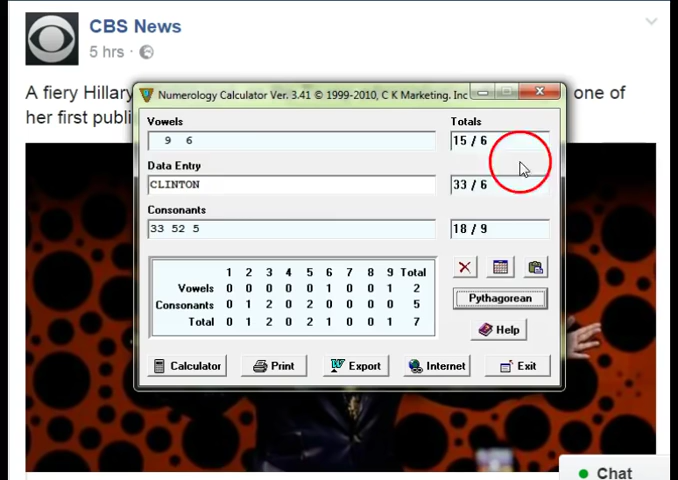 CBS News
5 hrs ·
A fiery Hillary one of
her first publi
Numerology Calculator Ver. 3.41 © 1999-2010, C K Marketing. Inc
Vowels Totals
9 6 15 / 6
Data Entry
CLINTON 33 / 6
Consonants
33 52 5 18 / 9
1 2 3 4 5 6 7 8 9 Total
Vowels 0 0 0 0 0 1 0 0 1 2
Consonants 0 1 2 0 2 0 0 0 0 5
Total 0 1 2 0 2 1 0 0 1 7
Pythagorean
Help
Calculator Print Export Internet Exit
Chat